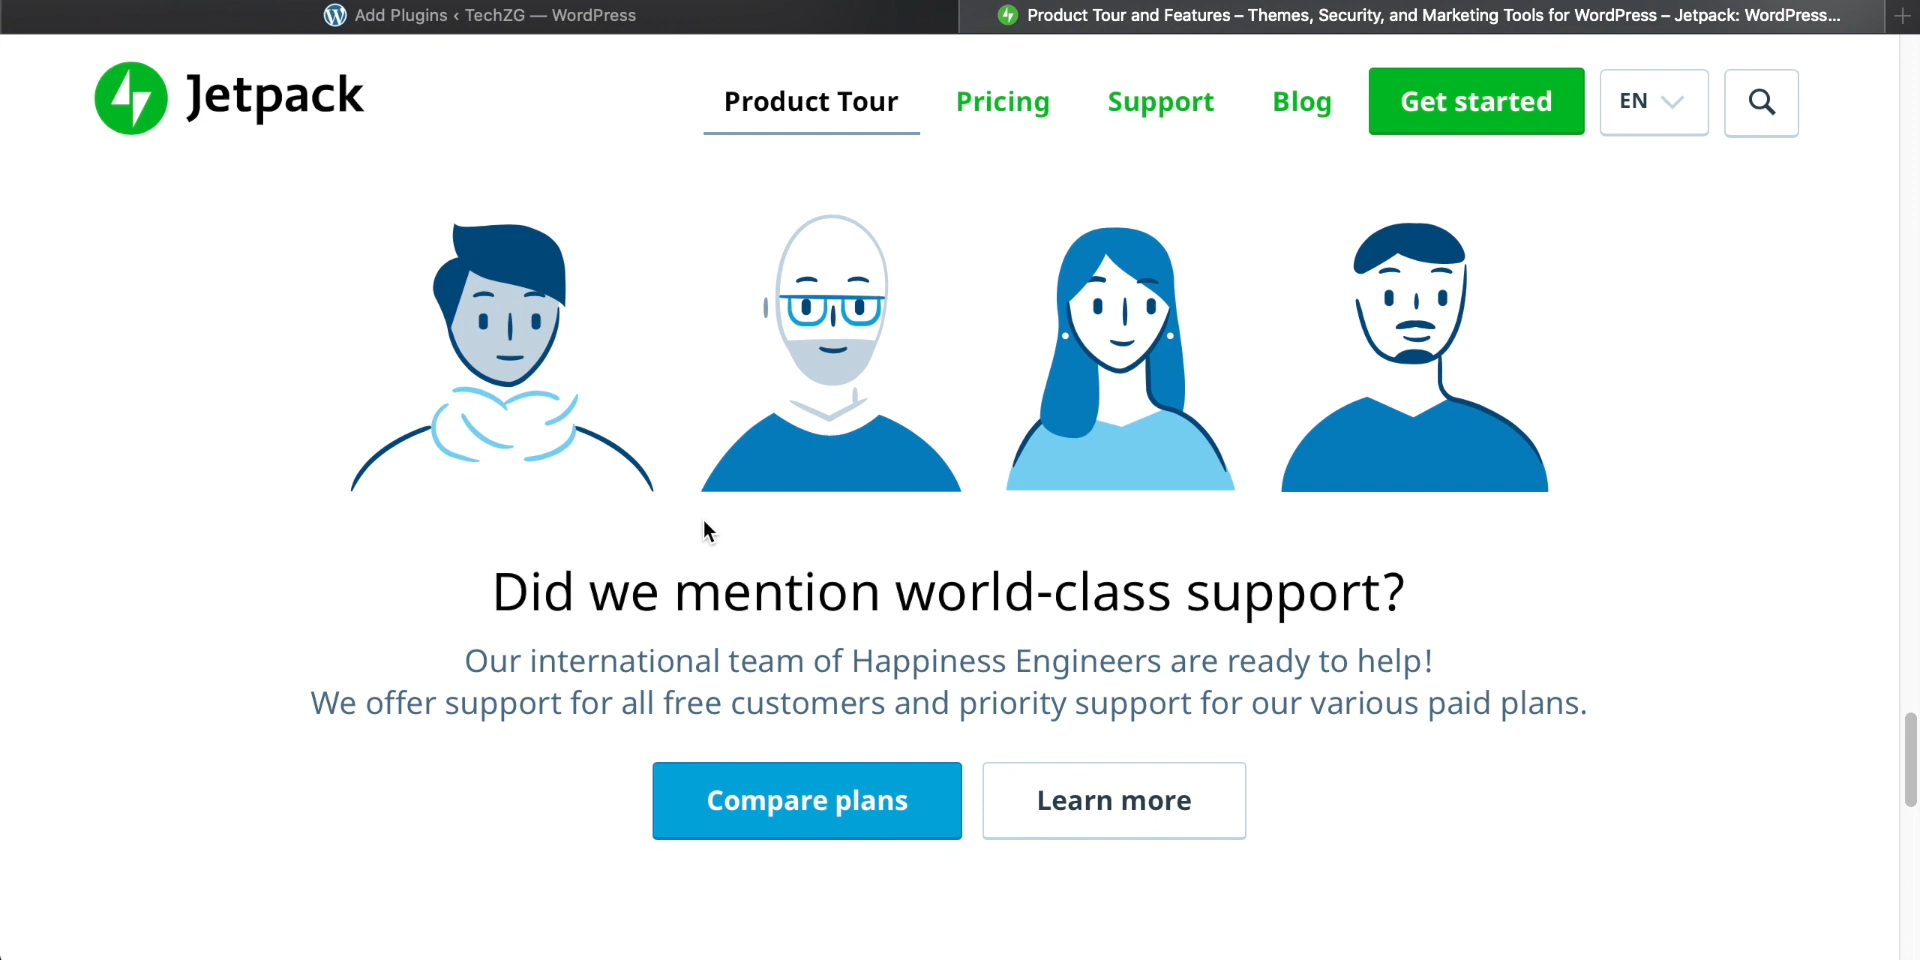 Add Plugins ‹ TechZG — WordPress
Product Tour and Features – Themes, Security, and Marketing Tools for WordPress – Jetpack: WordPress...
Jetpack
Product Tour
Pricing
Support
Blog
Get started
EN
Did we mention world-class support?
Our international team of Happiness Engineers are ready to help!
We offer support for all free customers and priority support for our various paid plans.
Compare plans
Learn more